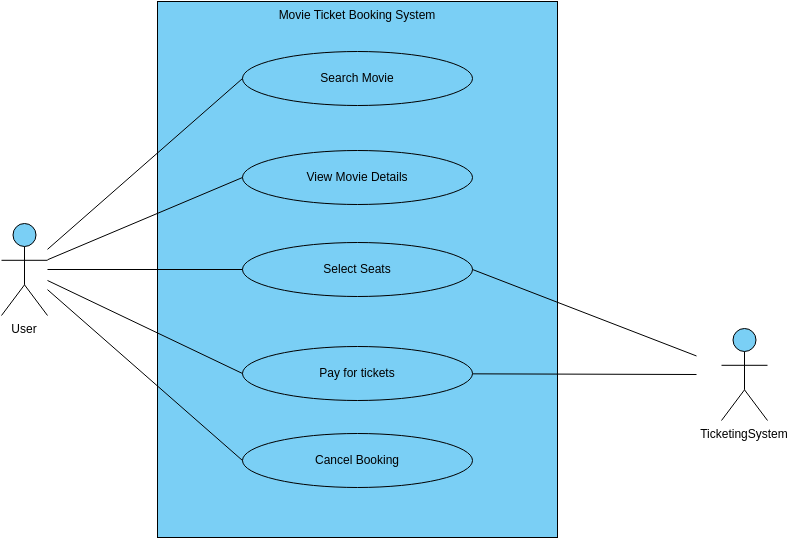 Movie Ticket Booking System
Search Movie
View Movie Details
Select Seats
User
Pay for tickets
TicketingSystem
Cancel Booking